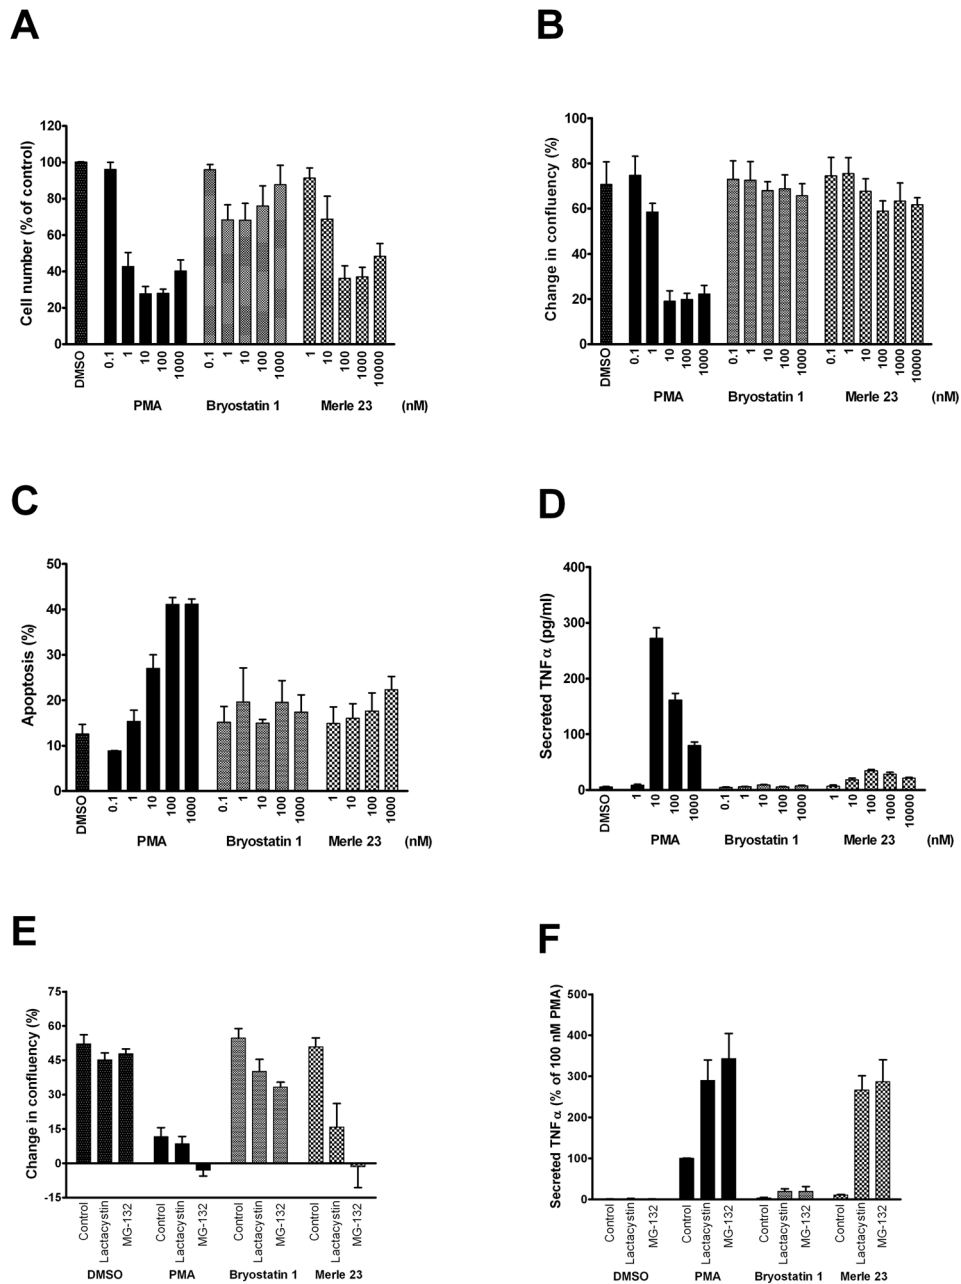 A
Cell number (% of control)
120
100
80
60
40
20
0
DMSO
0.1
1
10
100
1000
0.1
1
10
100
1000
1
10
100
1000
10000
PMA
Bryostatin 1
Merle 23
(nM)
B
Change in confluency (%)
100
80
60
40
20
0
DMSO
0.1
1
10
100
1000
0.1
1
10
100
1000
0.1
1
10
100
1000
10000
PMA
Bryostatin 1
Merle 23
(nM)
C
Apoptosis (%)
50
40
30
20
10
0
DMSO
0.1
1
10
100
1000
0.1
1
10
100
1000
1
10
100
1000
PMA
Bryostatin 1
Merle 23
(nM)
D
Secreted TNF α (pg/ml)
400
300
200
100
0
DMSO
1
10
100
1000
0.1
1
10
100
1000
1
10
100
1000
10000
PMA
Bryostatin 1
Merle 23
(nM)
E
Change in confluency (%)
75
60
45
30
15
0
-15
Control
Lactacystin
MG-132
Control
Lactacystin
MG-132
Control
Lactacystin
MG-132
Control
Lactacystin
MG-132
DMSO
PMA
Bryostatin 1
Merle 23
F
Secreted TNF α (% of 100 nM PMA)
500
400
300
200
100
0
Control
Lactacystin
MG-132
Control
Lactacystin
MG-132
Control
Lactacystin
MG-132
Control
Lactacystin
MG-132
DMSO
PMA
Bryostatin 1
Merle 23